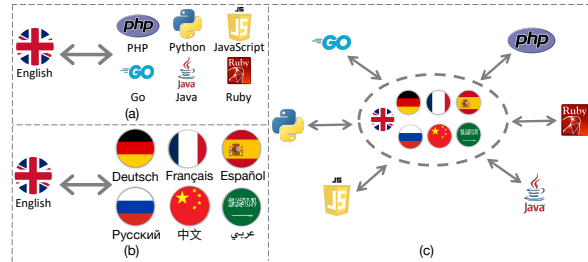 php
JS
English
PHP Python JavaScript
GO
Java
Ruby
Go Java Ruby
(a)
English
Deutsch Français Español
Русский 中文 عربي
(b)
GO
php
Ruby
JS
Java
(c)